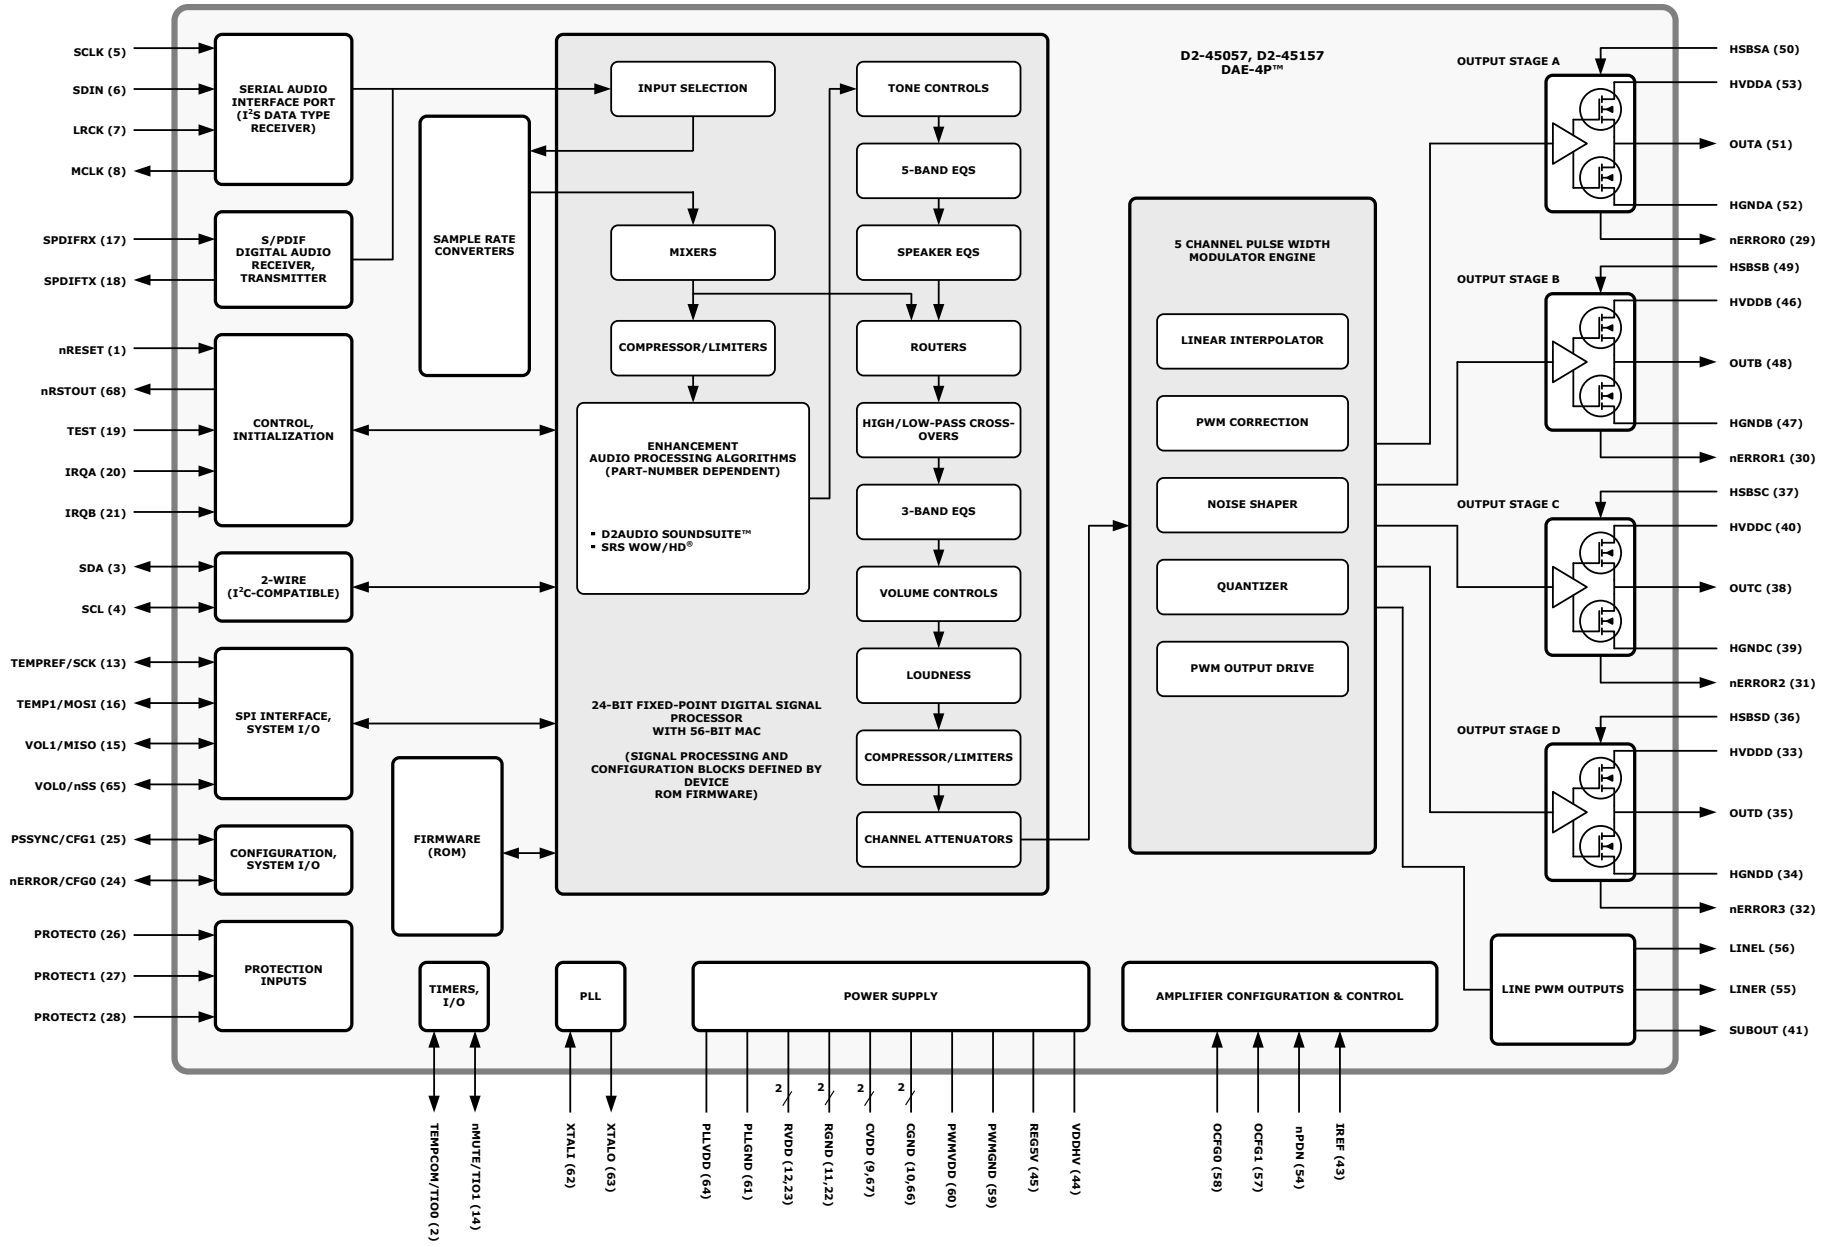 D2-45057, D2-45157
DAE-4P™
SCLK (5)
SDIN (6)
LRCK (7)
MCLK (8)
SERIAL AUDIO
INTERFACE PORT
(I²S DATA TYPE
RECEIVER)
SPDIFRX (17)
SPDIFTX (18)
S/PDIF
DIGITAL AUDIO
RECEIVER,
TRANSMITTER
nRESET (1)
nRSTOUT (68)
TEST (19)
IRQA (20)
IRQB (21)
CONTROL,
INITIALIZATION
SDA (3)
SCL (4)
2-WIRE
(I²C-COMPATIBLE)
TEMPREF/SCK (13)
TEMP1/MOSI (16)
VOL1/MISO (15)
VOL0/nSS (65)
SPI INTERFACE,
SYSTEM I/O
PSSYNC/CFG1 (25)
nERROR/CFG0 (24)
CONFIGURATION,
SYSTEM I/O
PROTECT0 (26)
PROTECT1 (27)
PROTECT2 (28)
PROTECTION
INPUTS
SAMPLE RATE
CONVERTERS
FIRMWARE
(ROM)
INPUT SELECTION
MIXERS
COMPRESSOR/LIMITERS
ENHANCEMENT
AUDIO PROCESSING ALGORITHMS
(PART-NUMBER DEPENDENT)
▪ D2AUDIO SOUNDSUITE™
▪ SRS WOW/HD®
24-BIT FIXED-POINT DIGITAL SIGNAL
PROCESSOR
WITH 56-BIT MAC
(SIGNAL PROCESSING AND
CONFIGURATION BLOCKS DEFINED BY
DEVICE
ROM FIRMWARE)
TONE CONTROLS
5-BAND EQS
SPEAKER EQS
ROUTERS
HIGH/LOW-PASS CROSS-
OVERS
3-BAND EQS
VOLUME CONTROLS
LOUDNESS
COMPRESSOR/LIMITERS
CHANNEL ATTENUATORS
5 CHANNEL PULSE WIDTH
MODULATOR ENGINE
LINEAR INTERPOLATOR
PWM CORRECTION
NOISE SHAPER
QUANTIZER
PWM OUTPUT DRIVE
OUTPUT STAGE A
HSBSA (50)
HVDDA (53)
OUTA (51)
HGNDA (52)
nERROR0 (29)
OUTPUT STAGE B
HSBSB (49)
HVDDB (46)
OUTB (48)
HGNDB (47)
nERROR1 (30)
OUTPUT STAGE C
HSBSC (37)
HVDDC (40)
OUTC (38)
HGNDC (39)
nERROR2 (31)
OUTPUT STAGE D
HSBSD (36)
HVDDD (33)
OUTD (35)
HGNDD (34)
nERROR3 (32)
LINE PWM OUTPUTS
LINEL (56)
LINER (55)
SUBOUT (41)
TIMERS,
I/O
TEMPCOM/TIO0 (2)
nMUTE/TIO1 (14)
PLL
XTALI (62)
XTALO (63)
POWER SUPPLY
2
2
2
2
PLLVDD (64)
PLLGND (61)
RVDD (12,23)
RGND (11,22)
CVDD (9,67)
CGND (10,66)
PWMVDD (60)
PWMGND (59)
REG5V (45)
VDDHV (44)
AMPLIFIER CONFIGURATION & CONTROL
OCFG0 (58)
OCFG1 (57)
nPDN (54)
IREF (43)